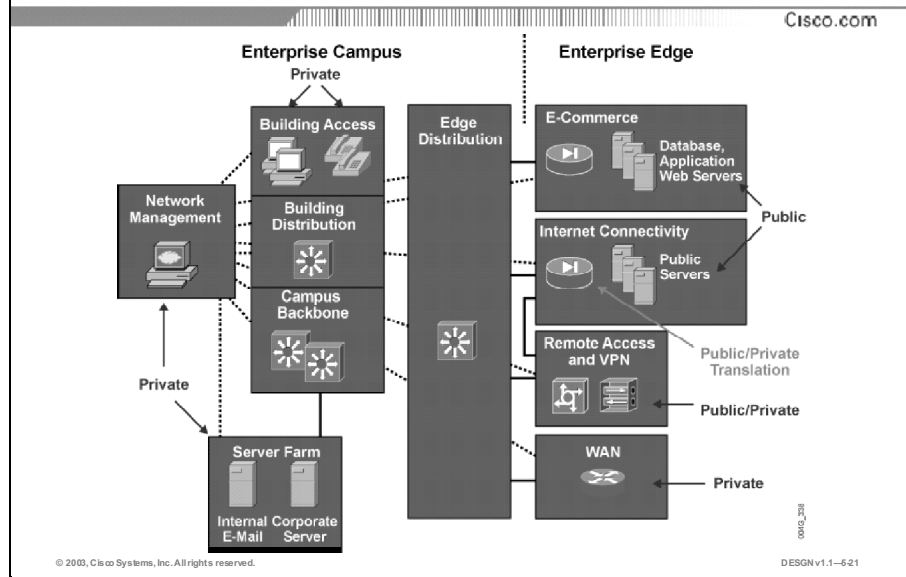 Cisco.com
Enterprise Campus
Enterprise Edge
Private
Building Access
Edge
Distribution
E-Commerce
Database,
Application
Web Servers
Network
Management
Building
Distribution
Public
Internet Connectivity
Public
Servers
Campus
Backbone
Remote Access
and VPN
Public/Private
Translation
Private
Public/Private
Server Farm
WAN
Internal
E-Mail
Corporate
Server
Private
004G_338
© 2003, Cisco Systems, Inc. All rights reserved.
DESGN v1.1—5-21